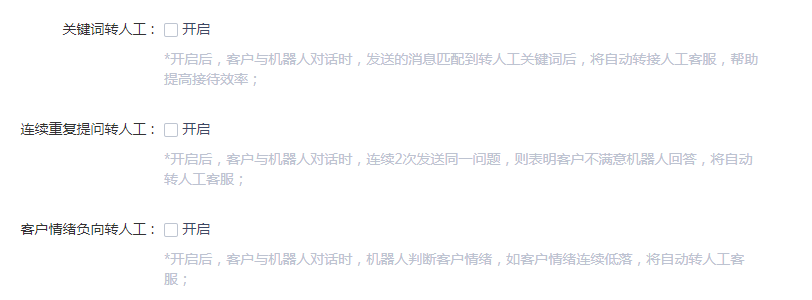 关键词转人工： 开启
*开启后，客户与机器人对话时，发送的消息匹配到转人工关键词后，将自动转接人工客服，帮助
提高接待效率；
连续重复提问转人工： 开启
*开启后，客户与机器人对话时，连续2次发送同一问题，则表明客户不满意机器人回答，将自动
转人工客服；
客户情绪负向转人工： 开启
*开启后，客户与机器人对话时，机器人判断客户情绪，如客户情绪连续低落，将自动转人工客
服；